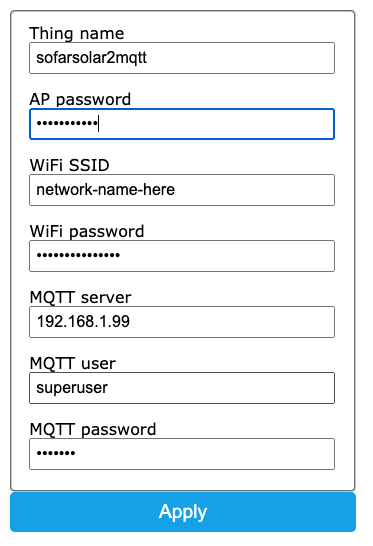 Thing name
sofarsolar2mqtt
AP password
•••••••••••
WiFi SSID
network-name-here
WiFi password
•••••••••••••••
MQTT server
192.168.1.99
MQTT user
superuser
MQTT password
•••••••
Apply